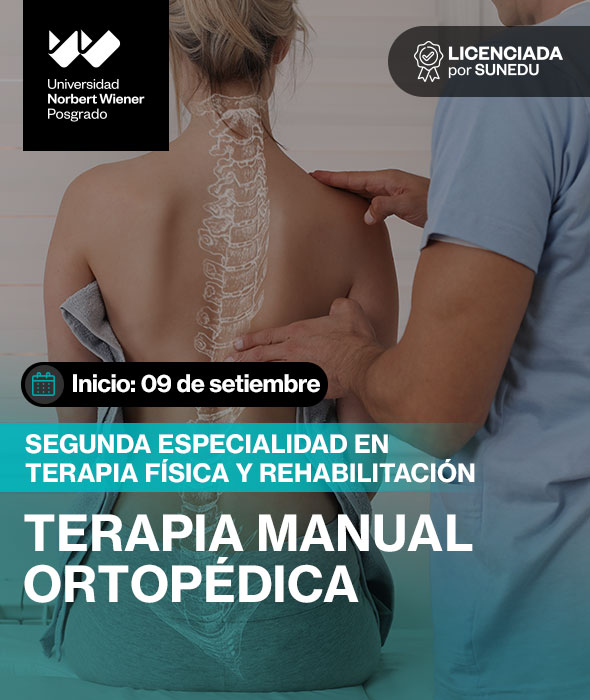 Universidad
Norbert Wiener
Posgrado
LICENCIADA
por SUNEDU
Inicio: 09 de setiembre
SEGUNDA ESPECIALIDAD EN
TERAPIA FÍSICA Y REHABILITACIÓN
TERAPIA MANUAL
ORTOPÉDICA